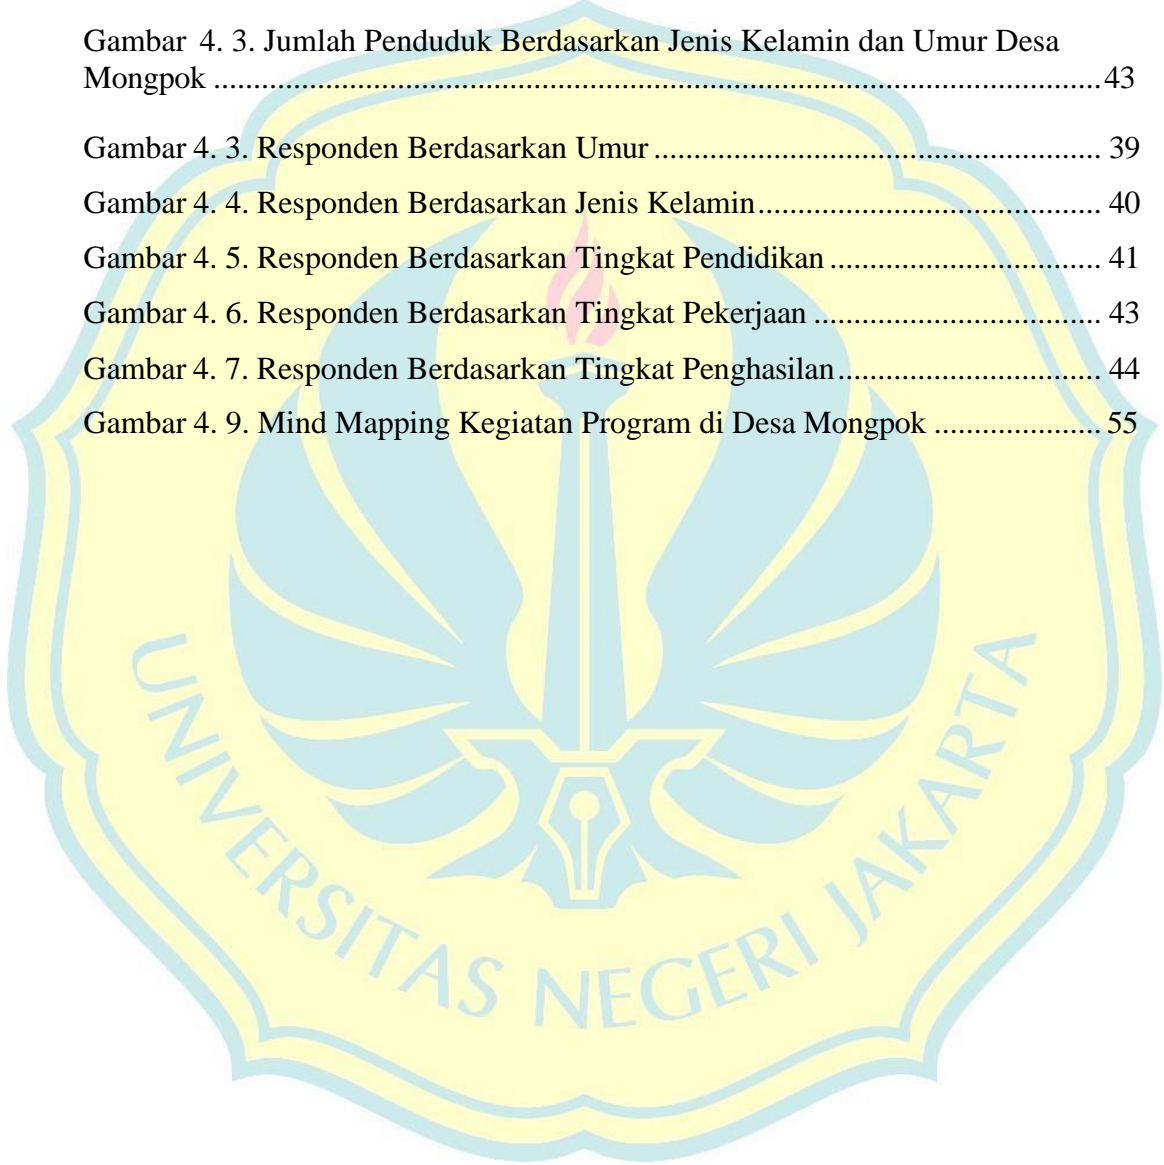 Gambar 4. 3. Jumlah Penduduk Berdasarkan Jenis Kelamin dan Umur Desa
Mongpok ............................................................................................................... 43
Gambar 4. 3. Responden Berdasarkan Umur ........................................................ 39
Gambar 4. 4. Responden Berdasarkan Jenis Kelamin........................................... 40
Gambar 4. 5. Responden Berdasarkan Tingkat Pendidikan .................................. 41
Gambar 4. 6. Responden Berdasarkan Tingkat Pekerjaan .................................... 43
Gambar 4. 7. Responden Berdasarkan Tingkat Penghasilan................................. 44
Gambar 4. 9. Mind Mapping Kegiatan Program di Desa Mongpok ..................... 55
UNIVERSITAS NEGERI JAKARTA